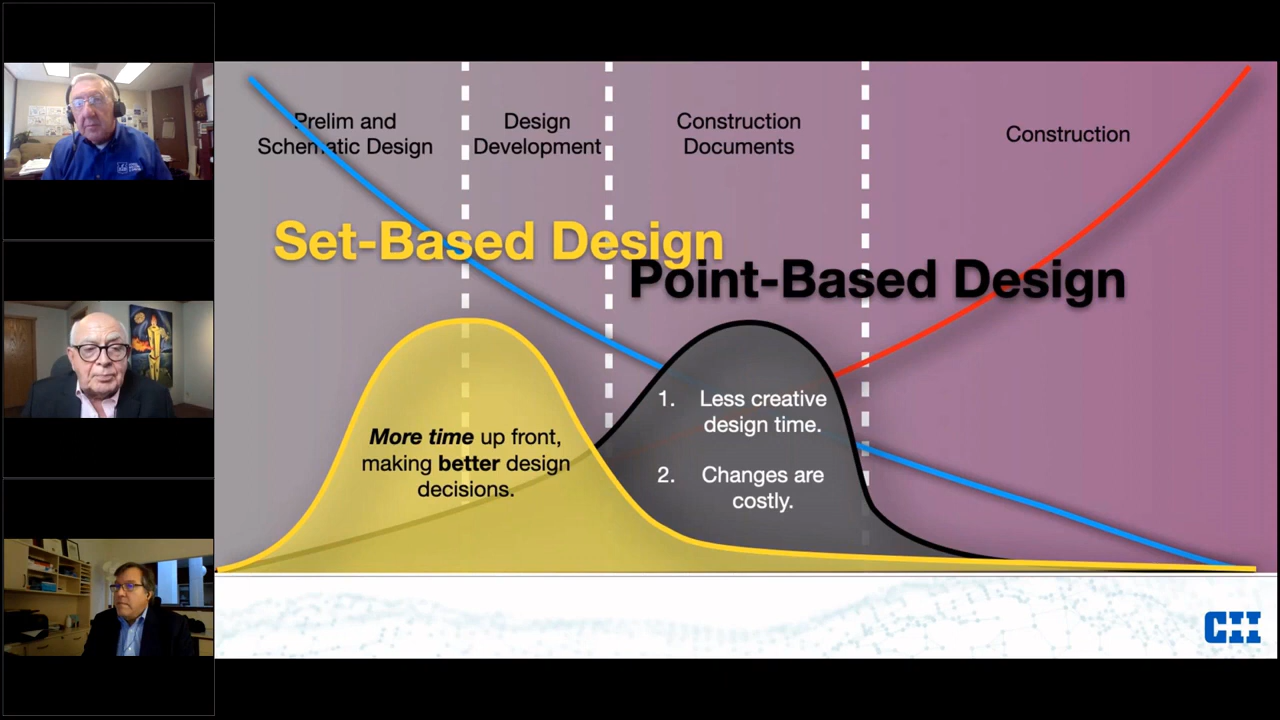 Prelim and
Schematic Design
Design
Development
Construction
Documents
Construction
Set-Based Design
Point-Based Design
More time up front,
making better design
decisions.
1. Less creative
design time.
2. Changes are
costly.
CII